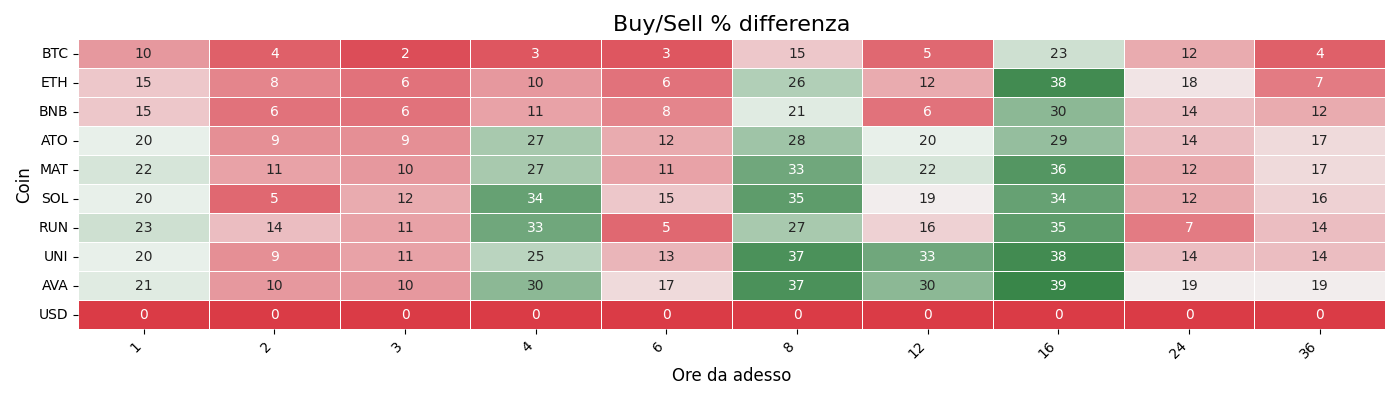 Buy/Sell % differenza
Coin
BTC 10 4 2 3 3 15 5 23 12 4
ETH 15 8 6 10 6 26 12 38 18 7
BNB 15 6 6 11 8 21 6 30 14 12
ATO 20 9 9 27 12 28 20 29 14 17
MAT 22 11 10 27 11 33 22 36 12 17
SOL 20 5 12 34 15 35 19 34 12 16
RUN 23 14 11 33 5 27 16 35 7 14
UNI 20 9 11 25 13 37 33 38 14 14
AVA 21 10 10 30 17 37 30 39 19 19
USD 0 0 0 0 0 0 0 0 0 0
1 2 3 4 6 8 12 16 24 36
Ore da adesso